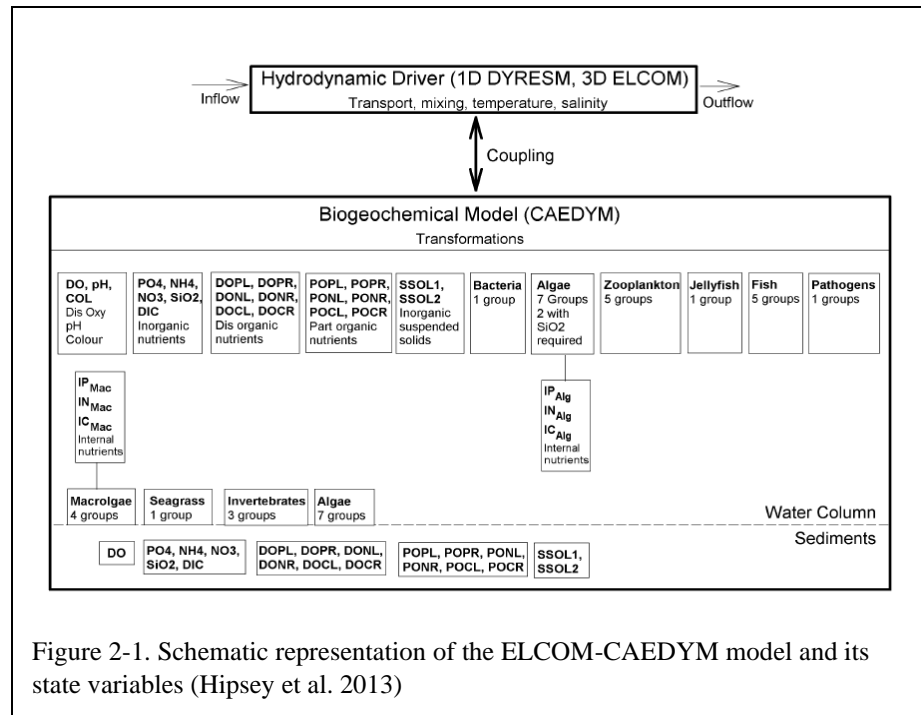 Hydrodynamic Driver (1D DYRESM, 3D ELCOM)
Transport, mixing, temperature, salinity
Inflow
Outflow
Coupling
Biogeochemical Model (CAEDYM)
Transformations
DO, pH,
COL
Dis Oxy
pH
Colour
PO4, NH4,
NO3, SiO2,
DIC
Inorganic
nutrients
DOPL, DOPR,
DONL, DONR,
DOCL, DOCR
Dis organic
nutrients
POPL, POPR,
PONL, PONR,
POCL, POCR
Part organic
nutrients
SSOL1,
SSOL2
Inorganic
suspended
solids
Bacteria
1 group
Algae
7 Groups
2 with
SiO2
required
Zooplankton
5 groups
Jellyfish
1 group
Fish
5 groups
Pathogens
1 groups
IPMac
INMac
ICMac
Internal
nutrients
IPAlg
INAlg
ICAlg
Internal
nutrients
Macrolgae
4 groups
Seagrass
1 group
Invertebrates
3 groups
Algae
7 groups
Water Column
Sediments
DO
PO4, NH4, NO3,
SiO2, DIC
DOPL, DOPR, DONL,
DONR, DOCL, DOCR
POPL, POPR, PONL,
PONR, POCL, POCR
SSOL1,
SSOL2
Figure 2-1. Schematic representation of the ELCOM-CAEDYM model and its
state variables (Hipsey et al. 2013)